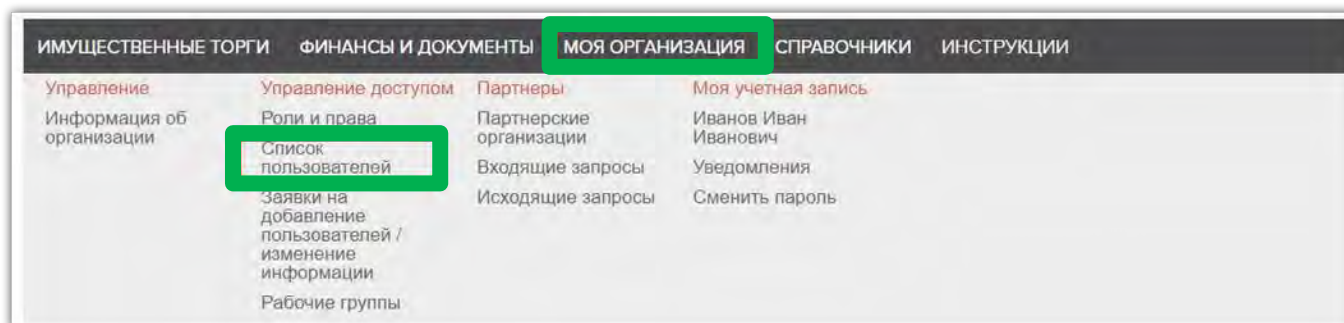 ИМУЩЕСТВЕННЫЕ ТОРГИ ФИНАНСЫ И ДОКУМЕНТЫ МОЯ ОРГАНИЗАЦИЯ СПРАВОЧНИКИ ИНСТРУКЦИИ
Управление
Информация об
организации
Управление доступом
Роли и права
Список
пользователей
Заявки на
добавление
пользователей /
изменение
информации
Рабочие группы
Партнеры
Партнерские
организации
Входящие запросы
Исходящие запросы
Моя учетная запись
Иванов Иван
Иванович
Уведомления
Сменить пароль